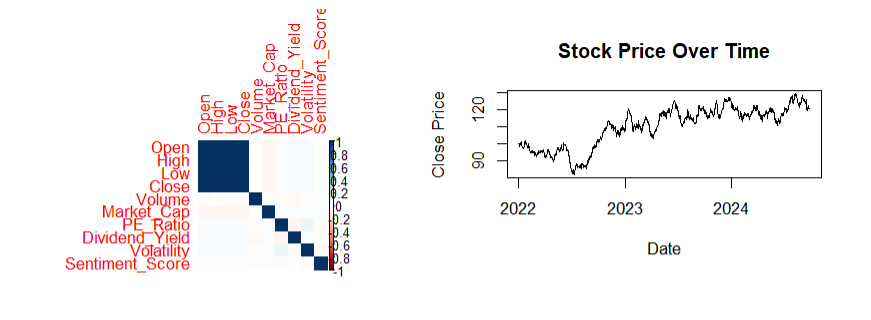 Open
High
Low
Close
Volume
Market_Cap
PE_Ratio
Dividend_Yield
Volatility
Sentiment_Score
Open
High
Low
Close
Volume
Market_Cap
PE_Ratio
Dividend_Yield
Volatility
Sentiment_Score
1
0.8
0.6
0.4
0.2
0
-0.2
-0.4
-0.6
-0.8
-1
Stock Price Over Time
Close Price
120
90
2022 2023 2024
Date